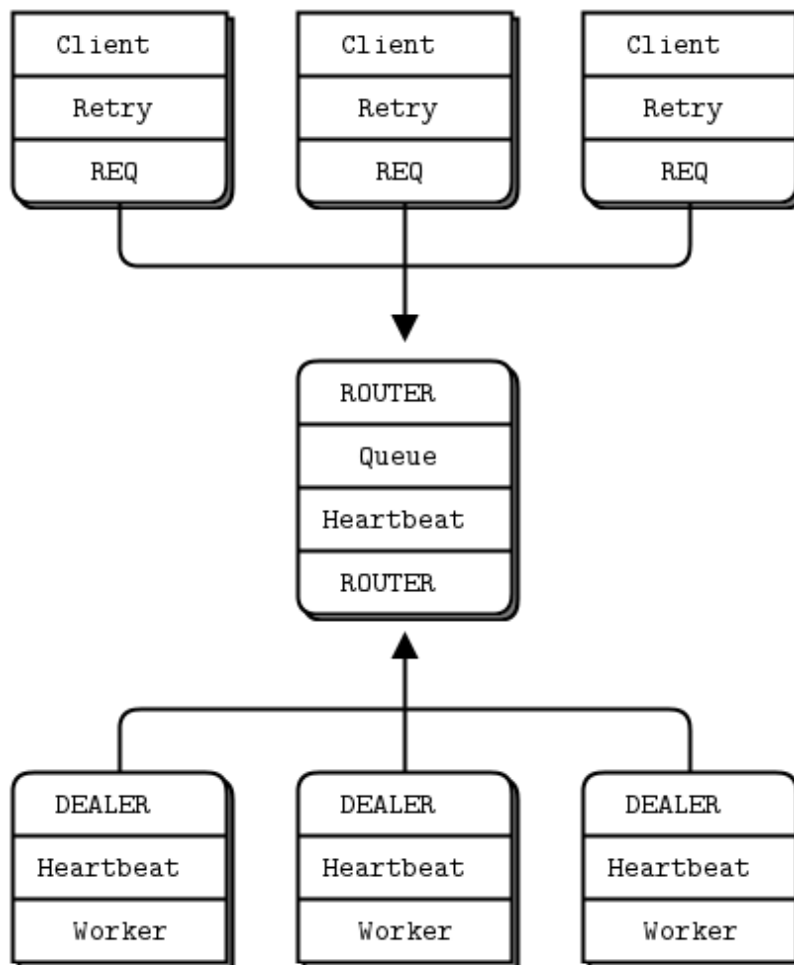 Client Client Client
Retry Retry Retry
REQ REQ REQ
ROUTER
Queue
Heartbeat
ROUTER
DEALER DEALER DEALER
Heartbeat Heartbeat Heartbeat
Worker Worker Worker